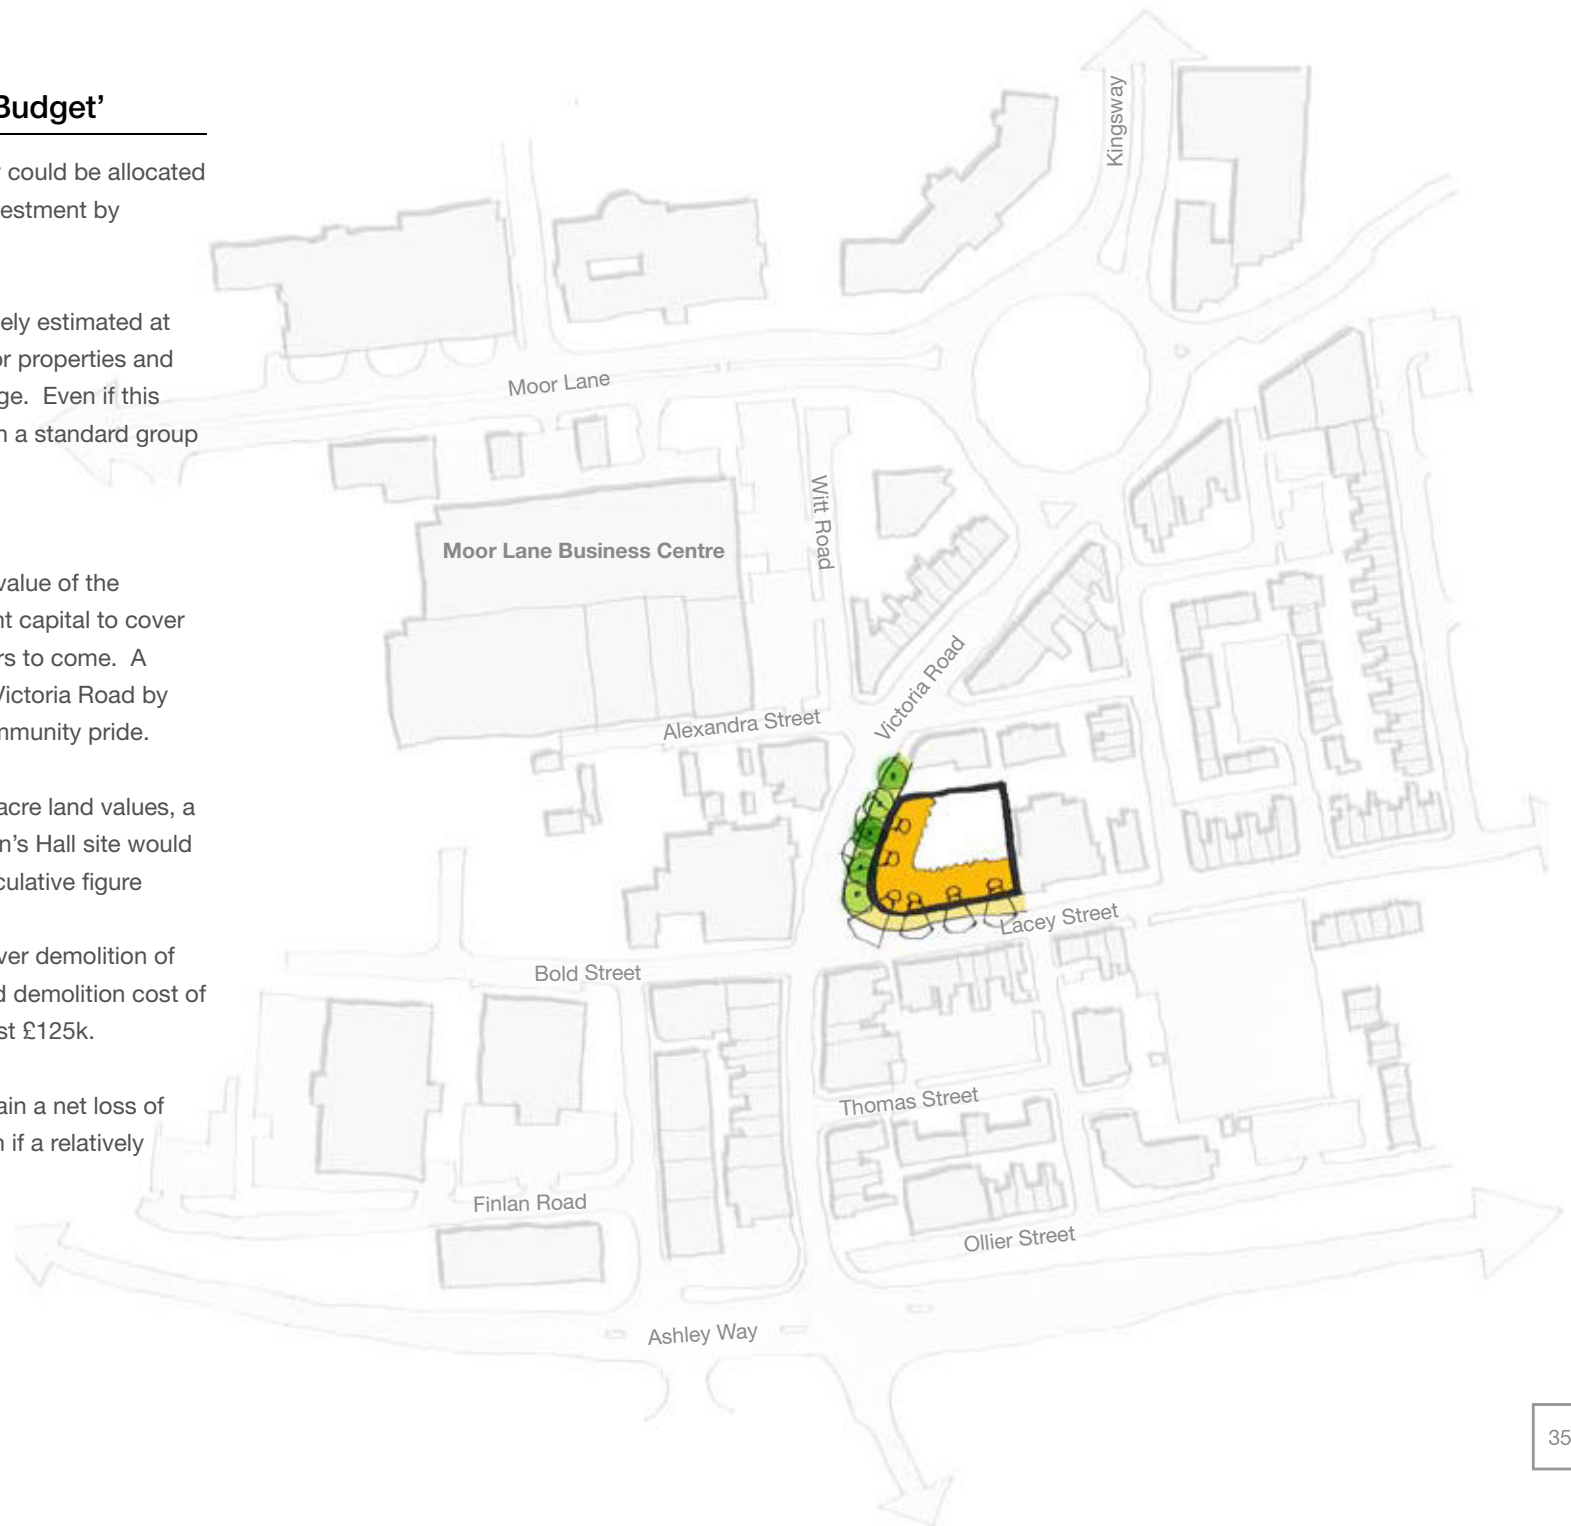 Budget’
could be allocated
estment by
ely estimated at
or properties and
ge.  Even if this
n a standard group
value of the
nt capital to cover
rs to come.  A
Victoria Road by
mmunity pride.
acre land values, a
n’s Hall site would
culative figure
ver demolition of
d demolition cost of
st £125k.
ain a net loss of
n if a relatively
Kingsway
Moor Lane
Witt Road
Moor Lane Business Centre
Victoria Road
Alexandra Street
Lacey Street
Bold Street
Thomas Street
Finlan Road
Ollier Street
Ashley Way
35